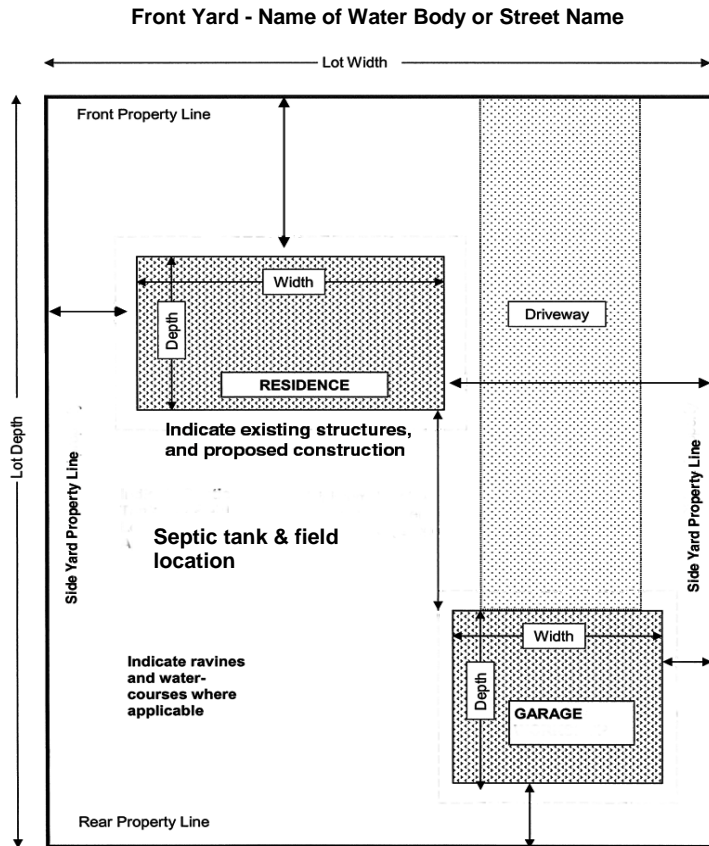 Front Yard - Name of Water Body or Street Name
Lot Width
Front Property Line
Width
Depth
Driveway
RESIDENCE
Indicate existing structures,
and proposed construction
Lot Depth
Side Yard Property Line
Side Yard Property Line
Septic tank & field
location
Width
Depth
Indicate ravines
and water-
courses where
applicable
GARAGE
Rear Property Line